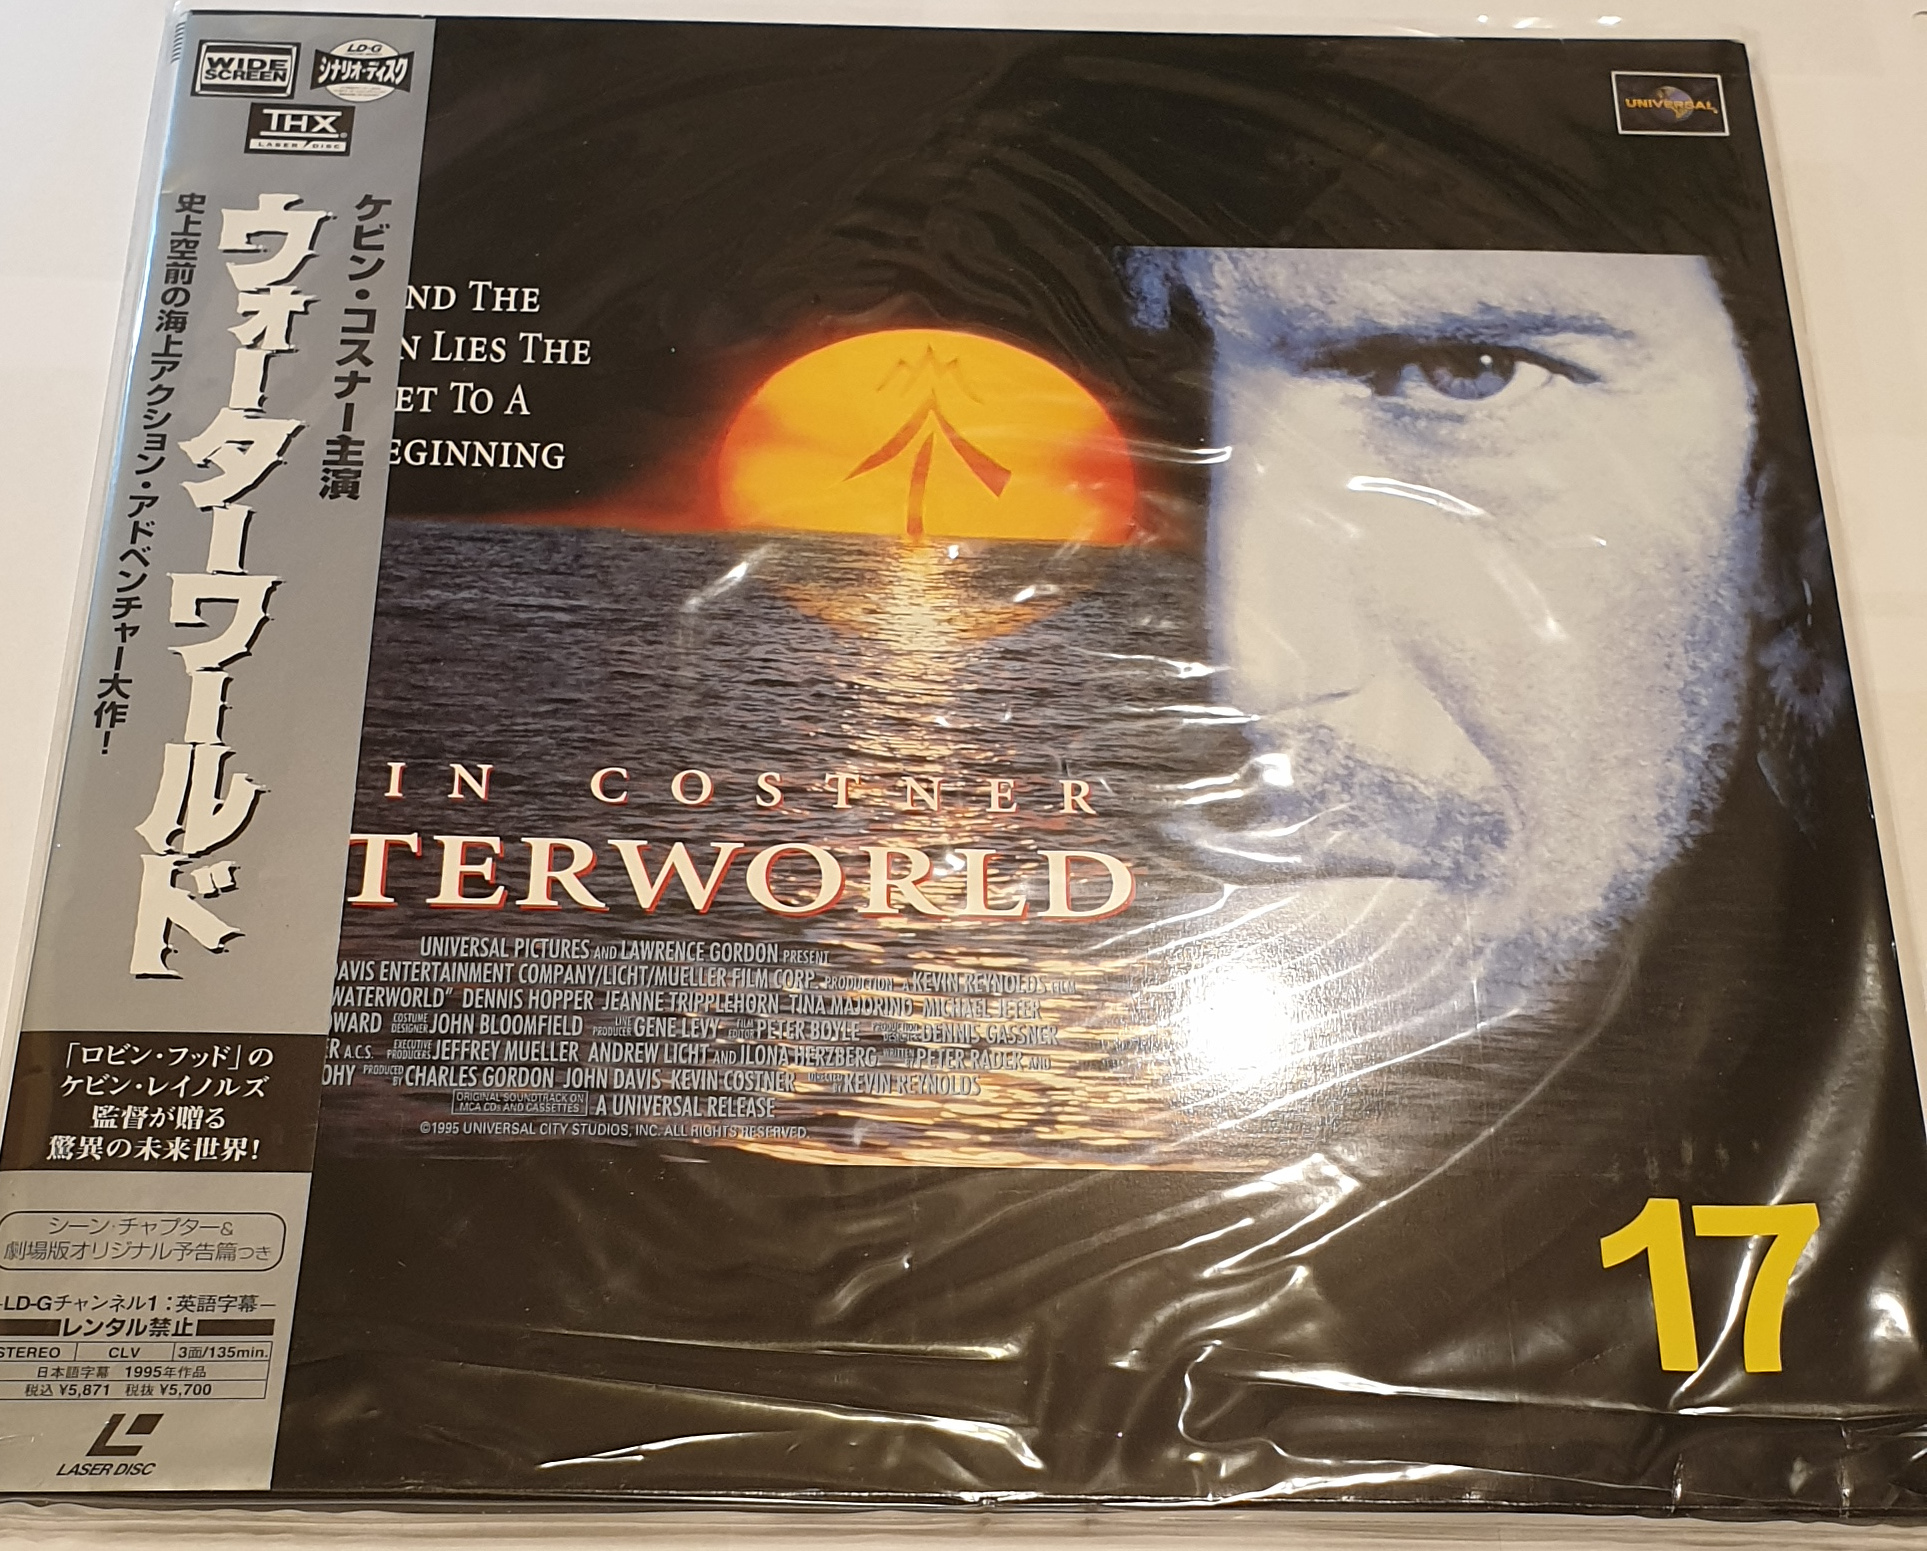 WIDE
SCREEN
LD-G
シナリオ・ディスク
THX
LASER DISC
ケビン・コスナー主演
ウォーターワールド
史上空前の海上アクション・アドベンチャー大作!
「ロビン・フッド」の
ケビン・レイノルズ
監督が贈る
驚異の未来世界!
シーン・チャプター&
劇場版オリジナル予告篇つき
LD-Gチャンネル1:英語字幕
レンタル禁止
STEREO CLV 3面/135min.
日本語字幕 1995年作品
税込 ¥5,871 税抜 ¥5,700
LASER DISC
UNIVERSAL
ND THE
N LIES THE
ET TO A
EGINNING
IN COSTNER
TERWORLD
UNIVERSAL PICTURES AND LAWRENCE GORDON PRESENT
DAVIS ENTERTAINMENT COMPANY/LICHT/MUELLER FILM CORP. PRODUCTION A KEVIN REYNOLDS FILM
WATERWORLD" DENNIS HOPPER JEANNE TRIPPLEHORN TINA MAJORINO MICHAEL JETER
WARD COSTUME DESIGNER JOHN BLOOMFIELD LINE PRODUCER GENE LEVY FILM EDITOR PETER BOYLE PRODUCTION DESIGNER DENNIS GASSNER
R A.C.S. EXECUTIVE PRODUCERS JEFFREY MUELLER ANDREW LICHT AND ILONA HERZBERG WRITTEN BY PETER RADER AND
OHY PRODUCED BY CHARLES GORDON JOHN DAVIS KEVIN COSTNER DIRECTED BY KEVIN REYNOLDS
ORIGINAL SOUNDTRACK ON MCA CDs AND CASSETTES A UNIVERSAL RELEASE
©1995 UNIVERSAL CITY STUDIOS, INC. ALL RIGHTS RESERVED.
17